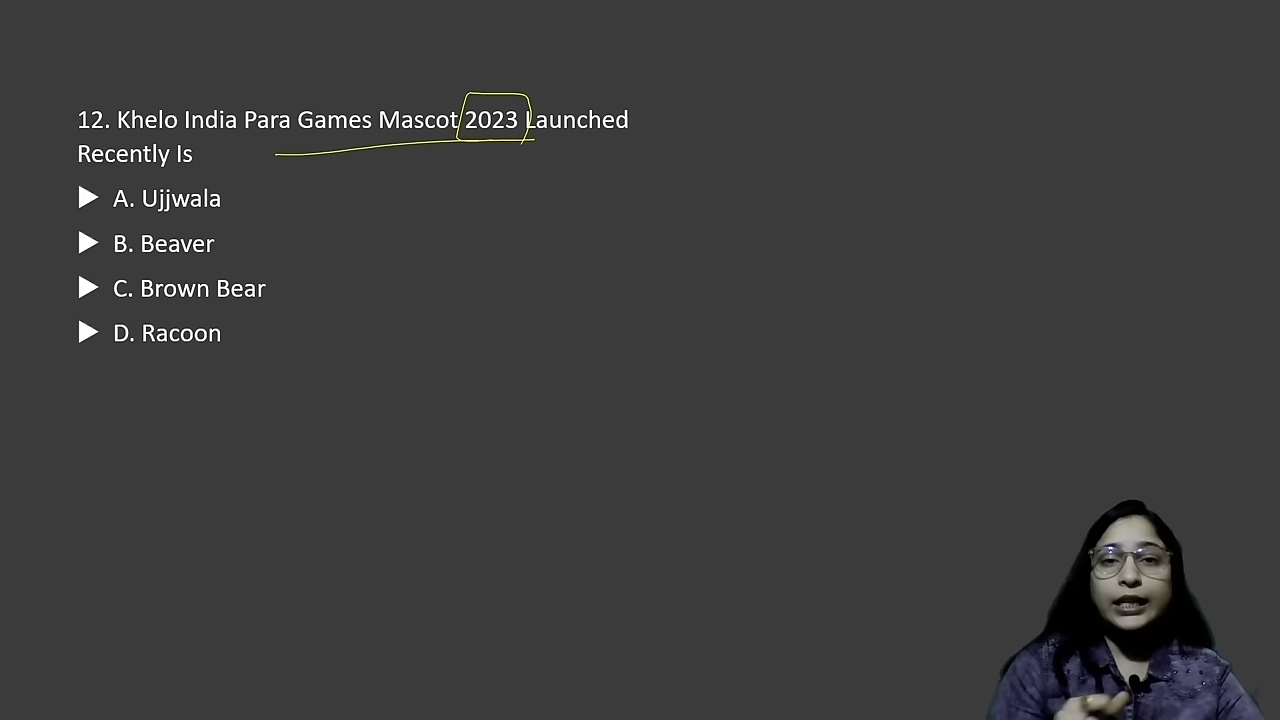 12. Khelo India Para Games Mascot 2023 Launched
Recently Is
A. Ujjwala
B. Beaver
C. Brown Bear
D. Racoon